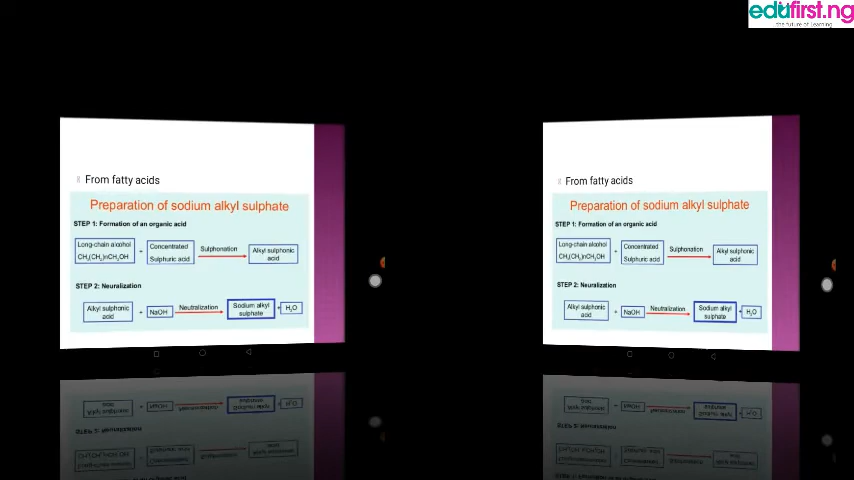 edufirst.ng
the future of learning
From fatty acids
Preparation of sodium alkyl sulphate
STEP 1: Formation of an organic acid
Long-chain alcohol
CH₃(CH₂)nCH₂OH
+
Concentrated
Sulphuric acid
Sulphonation
Alkyl sulphonic
acid
STEP 2: Neuralization
Alkyl sulphonic
acid
+
NaOH
Neutralization
Sodium alkyl
sulphate
+
H₂O
From fatty acids
Preparation of sodium alkyl sulphate
STEP 1: Formation of an organic acid
Long-chain alcohol
CH₃(CH₂)nCH₂OH
+
Concentrated
Sulphuric acid
Sulphonation
Alkyl sulphonic
acid
STEP 2: Neuralization
Alkyl sulphonic
acid
+
NaOH
Neutralization
Sodium alkyl
sulphate
+
H₂O